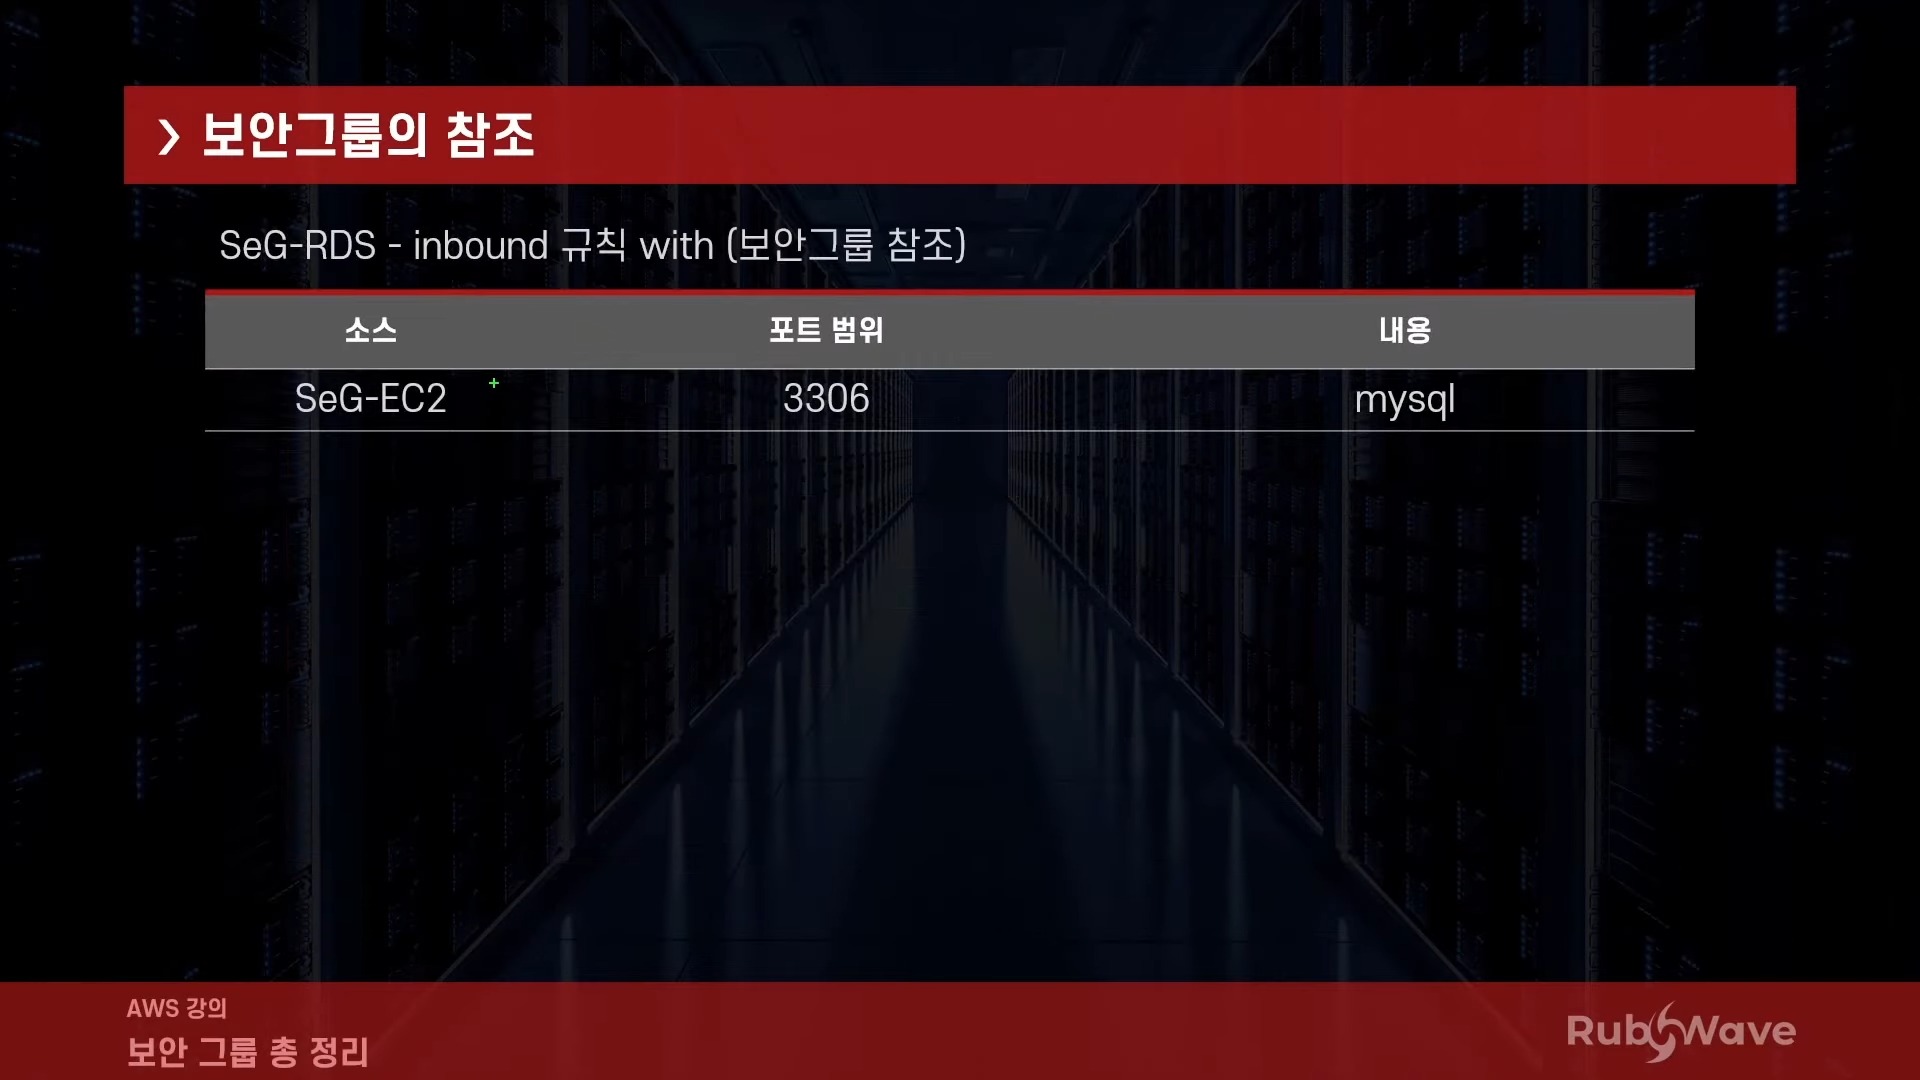 보안그룹의 참조
SeG-RDS - inbound 규칙 with (보안그룹 참조)
소스 포트 범위 내용
SeG-EC2 3306 mysql
AWS 강의
보안 그룹 총 정리
RubyWave